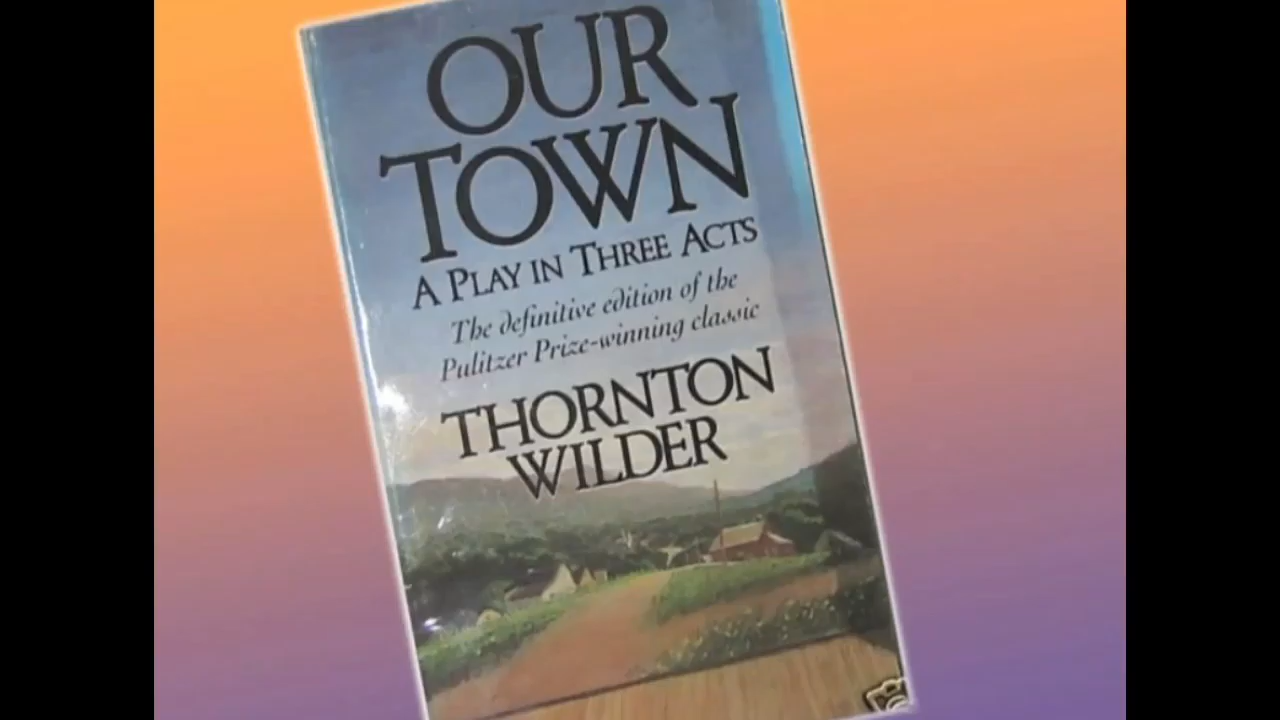 OUR
TOWN
A PLAY IN THREE ACTS
The definitive edition of the
Pulitzer Prize-winning classic
THORNTON
WILDER